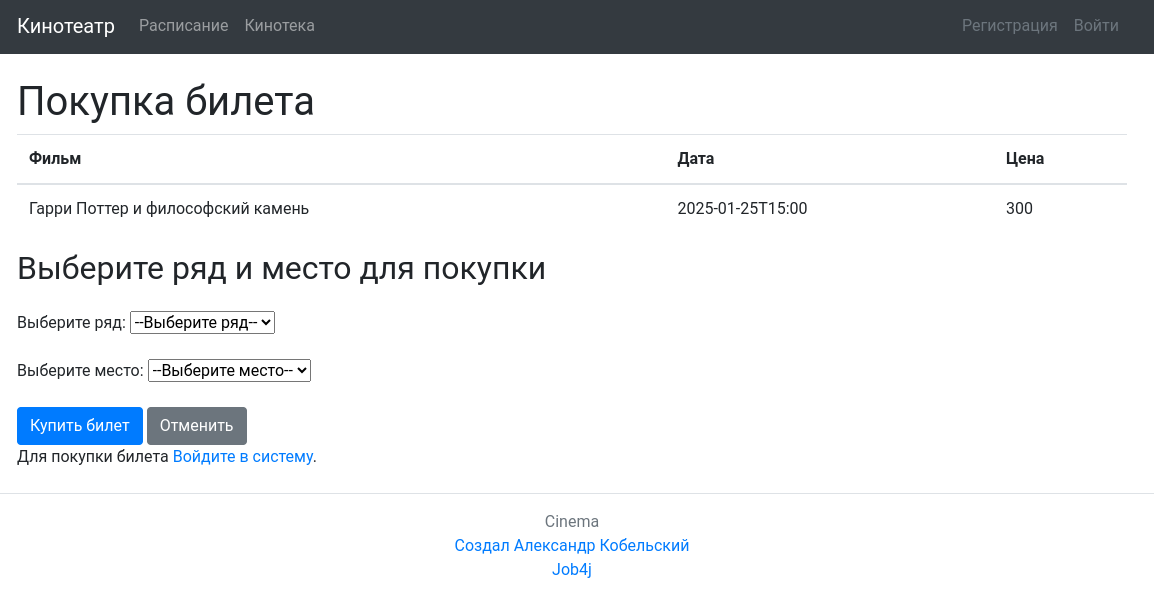 Кинотеатр Расписание Кинотека Регистрация Войти
Покупка билета
Фильм Дата Цена
Гарри Поттер и философский камень 2025-01-25T15:00 300
Выберите ряд и место для покупки
Выберите ряд: --Выберите ряд--
Выберите место: --Выберите место--
Купить билет Отменить
Для покупки билета Войдите в систему.
Cinema
Создал Александр Кобельский
Job4j